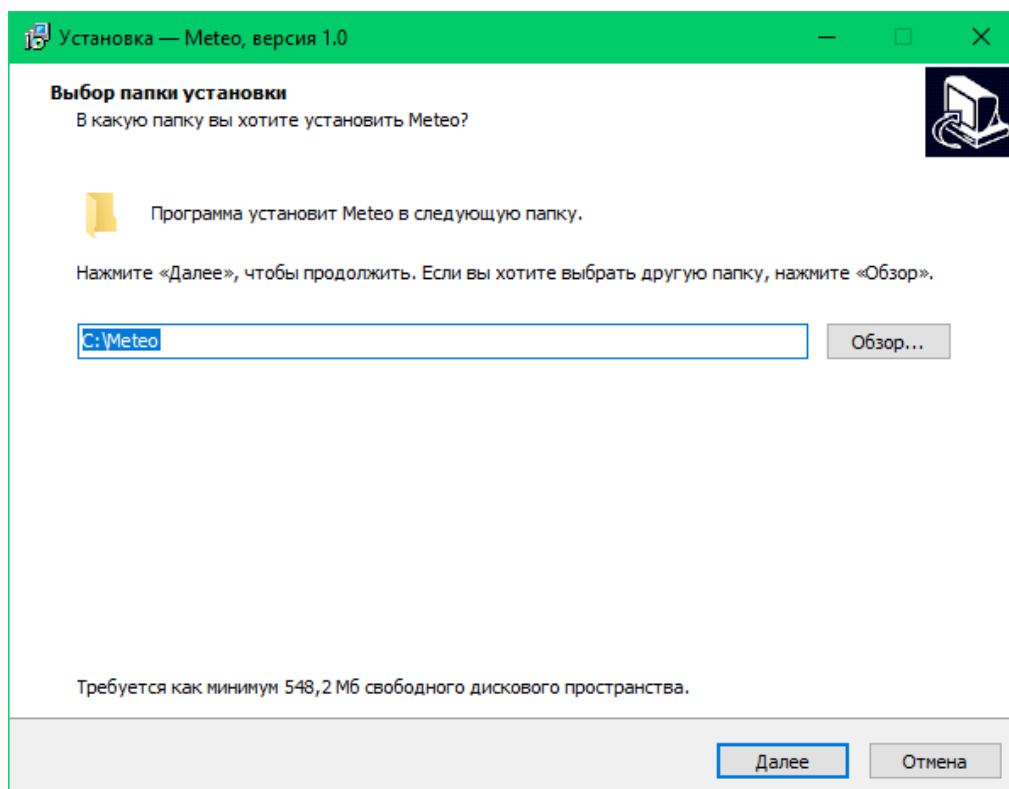 Установка — Meteo, версия 1.0
Выбор папки установки
В какую папку вы хотите установить Meteo?
Программа установит Meteo в следующую папку.
Нажмите «Далее», чтобы продолжить. Если вы хотите выбрать другую папку, нажмите «Обзор».
C:\Meteo
Обзор...
Требуется как минимум 548,2 Мб свободного дискового пространства.
Далее
Отмена